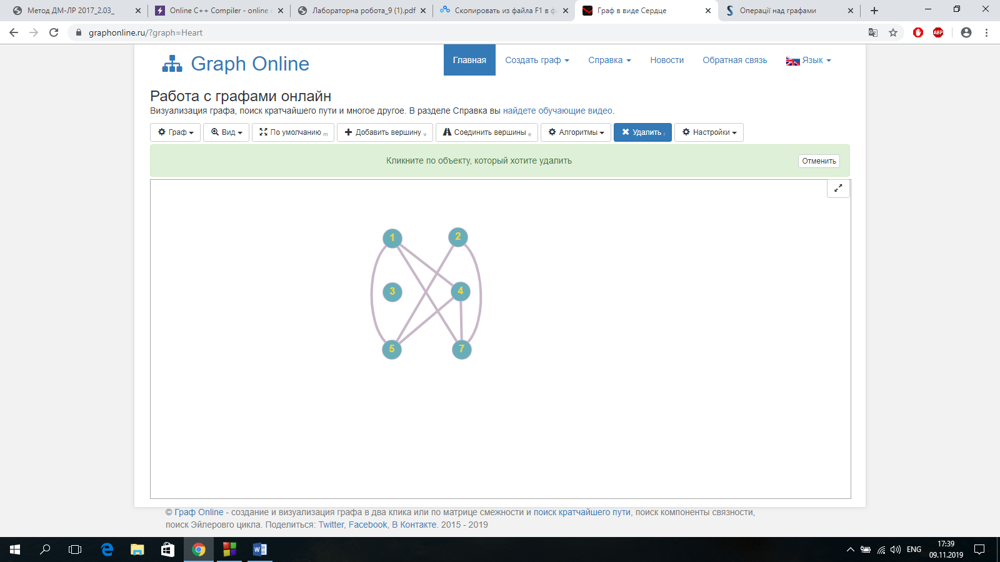 Метод ДМ-ЛР 2017_2.03_
Online C++ Compiler - online
Лабораторна робота_9 (1).pdf
Скопировать из файла F1 в
Граф в виде Сердце
Операції над графами
graphonline.ru/?graph=Heart
ABP
Graph Online
Главная
Создать граф
Справка
Новости
Обратная связь
Язык
Работа с графами онлайн
Визуализация графа, поиск кратчайшего пути и многое другое. В разделе Справка вы найдете обучающие видео.
Граф
Вид
По умолчанию m
Добавить вершину v
Соединить вершины e
Алгоритмы
Удалить r
Настройки
Кликните по объекту, который хотите удалить
Отменить
1
2
3
4
5
7
© Граф Online - создание и визуализация графа в два клика или по матрице смежности и поиск кратчайшего пути, поиск компоненты связности,
поиск Эйлерового цикла. Поделиться: Twitter, Facebook, В Контакте. 2015 - 2019
ENG
17:39
09.11.2019